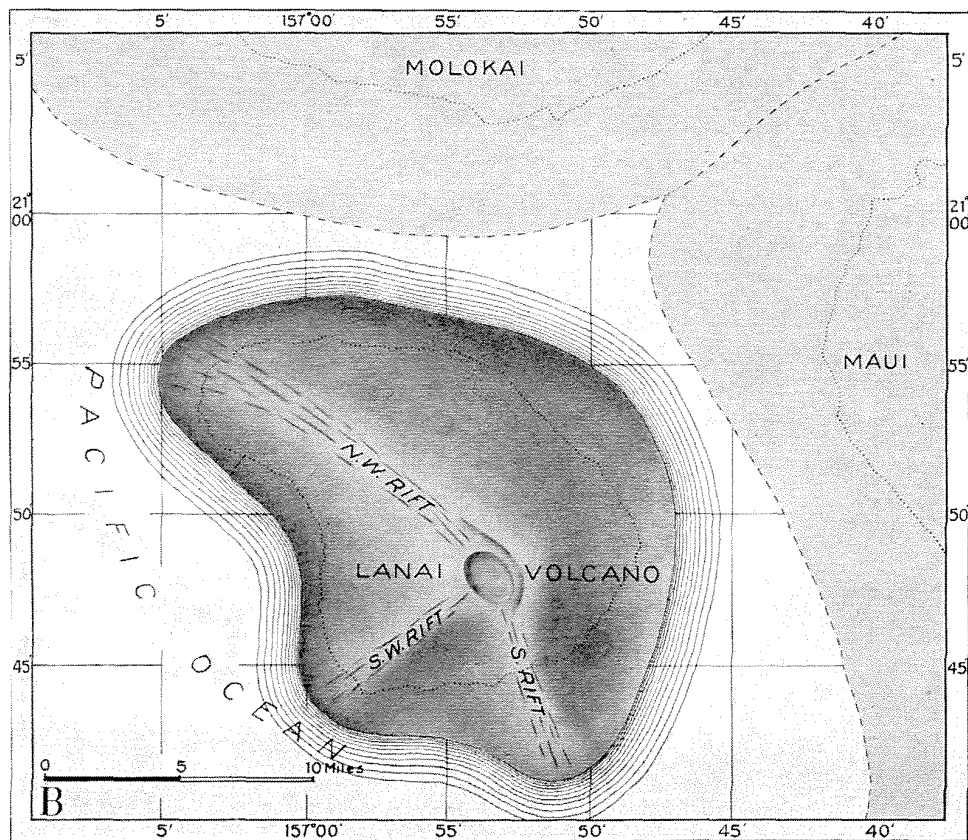 5' 157°00' 55' 50' 45' 40'
5' MOLOKAI 5'
21° 00' 21° 00'
55' MAUI 55'
PACIFIC OCEAN
N.W. RIFT
50' 50'
LANAI VOLCANO
S.W. RIFT
S. RIFT
45' 45'
0 5 10 Miles
B
5' 157°00' 55' 50' 45' 40'